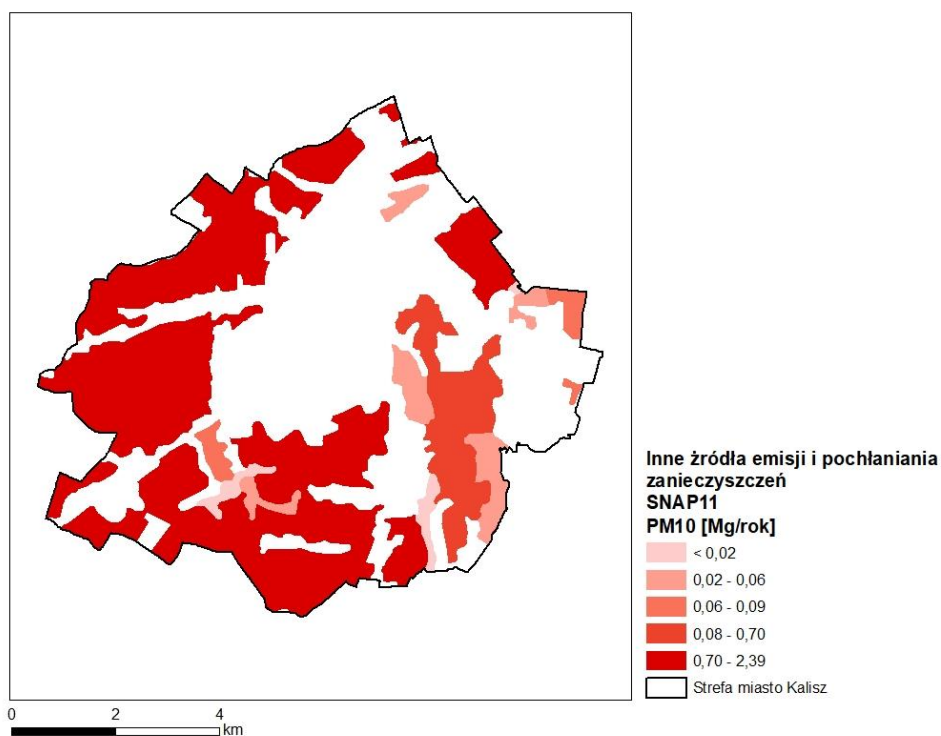 Inne źródła emisji i pochłaniania
zanieczyszczeń
SNAP11
PM10 [Mg/rok]
< 0,02
0,02 - 0,06
0,06 - 0,09
0,08 - 0,70
0,70 - 2,39
Strefa miasto Kalisz
0 2 4
km